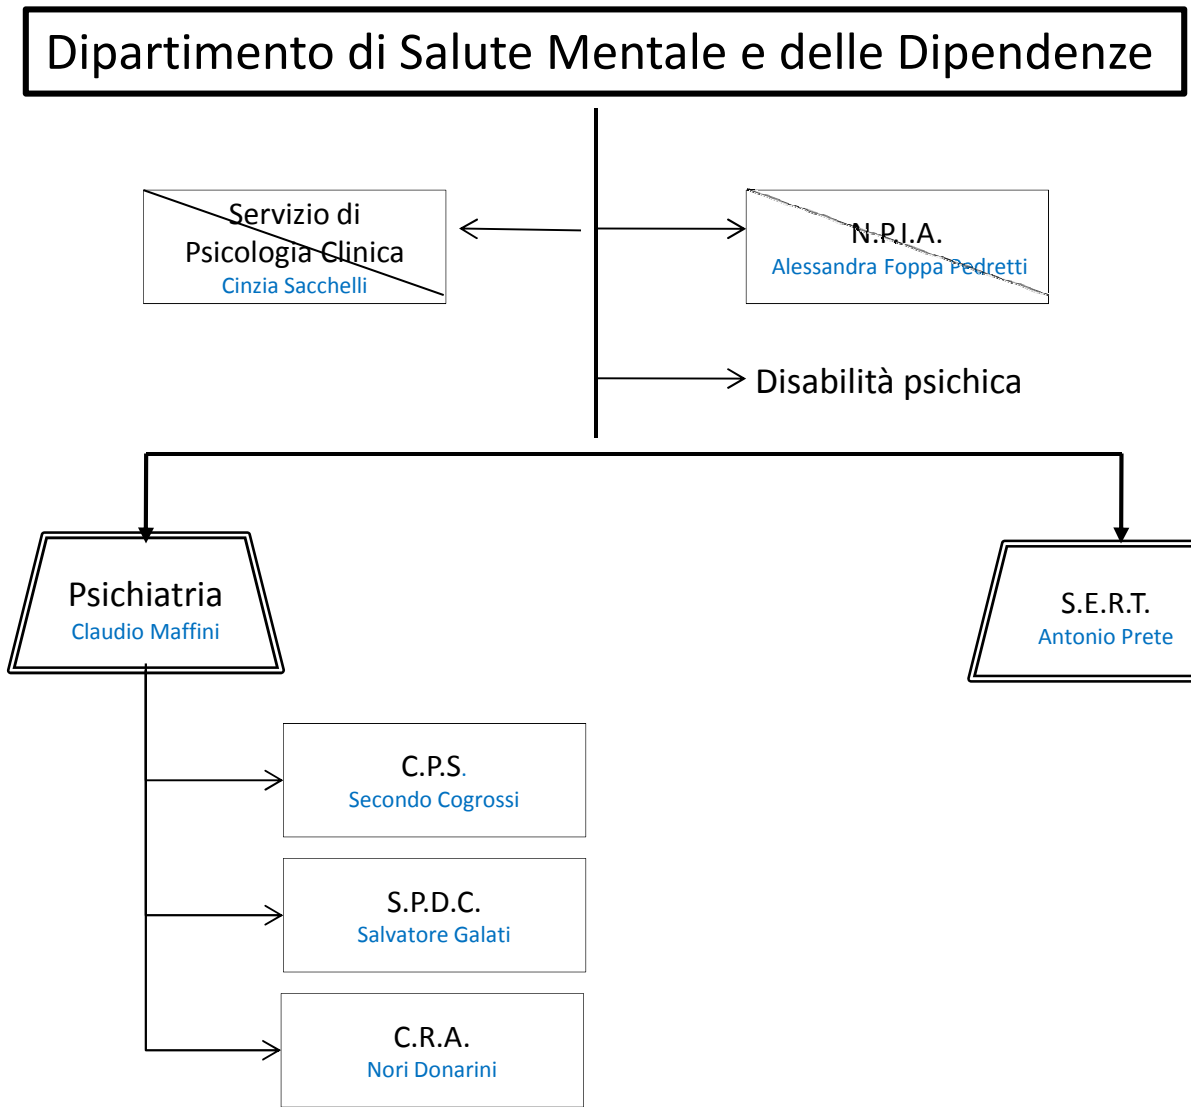 Dipartimento di Salute Mentale e delle Dipendenze
Servizio di
Psicologia Clinica
Cinzia Sacchelli
N.P.I.A.
Alessandra Foppa Pedretti
Disabilità psichica
Psichiatria
Claudio Maffini
S.E.R.T.
Antonio Prete
C.P.S.
Secondo Cogrossi
S.P.D.C.
Salvatore Galati
C.R.A.
Nori Donarini